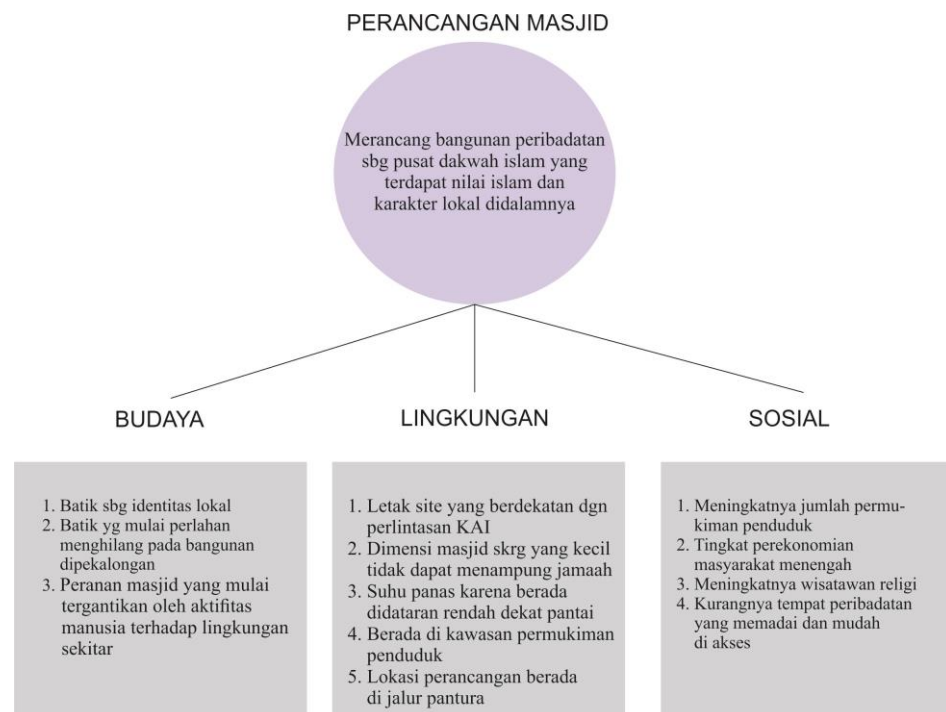 PERANCANGAN MASJID
Merancang bangunan peribadatan
sbg pusat dakwah islam yang
terdapat nilai islam dan
karakter lokal didalamnya
BUDAYA
1. Batik sbg identitas lokal
2. Batik yg mulai perlahan
menghilang pada bangunan
dipekalongan
3. Peranan masjid yang mulai
tergantikan oleh aktifitas
manusia terhadap lingkungan
sekitar
LINGKUNGAN
1. Letak site yang berdekatan dgn
perlintasan KAI
2. Dimensi masjid skrg yang kecil
tidak dapat menampung jamaah
3. Suhu panas karena berada
didataran rendah dekat pantai
4. Berada di kawasan permukiman
penduduk
5. Lokasi perancangan berada
di jalur pantura
SOSIAL
1. Meningkatnya jumlah permu-
kiman penduduk
2. Tingkat perekonomian
masyarakat menengah
3. Meningkatnya wisatawan religi
4. Kurangnya tempat peribadatan
yang memadai dan mudah
di akses